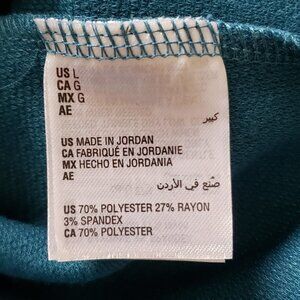 US L
CA G
MX G
AE
كبير
US MADE IN JORDAN
CA FABRIQUÉ EN JORDANIE
MX HECHO EN JORDANIA
AE
صنع في الأردن
US 70% POLYESTER 27% RAYON
3% SPANDEX
CA 70% POLYESTER